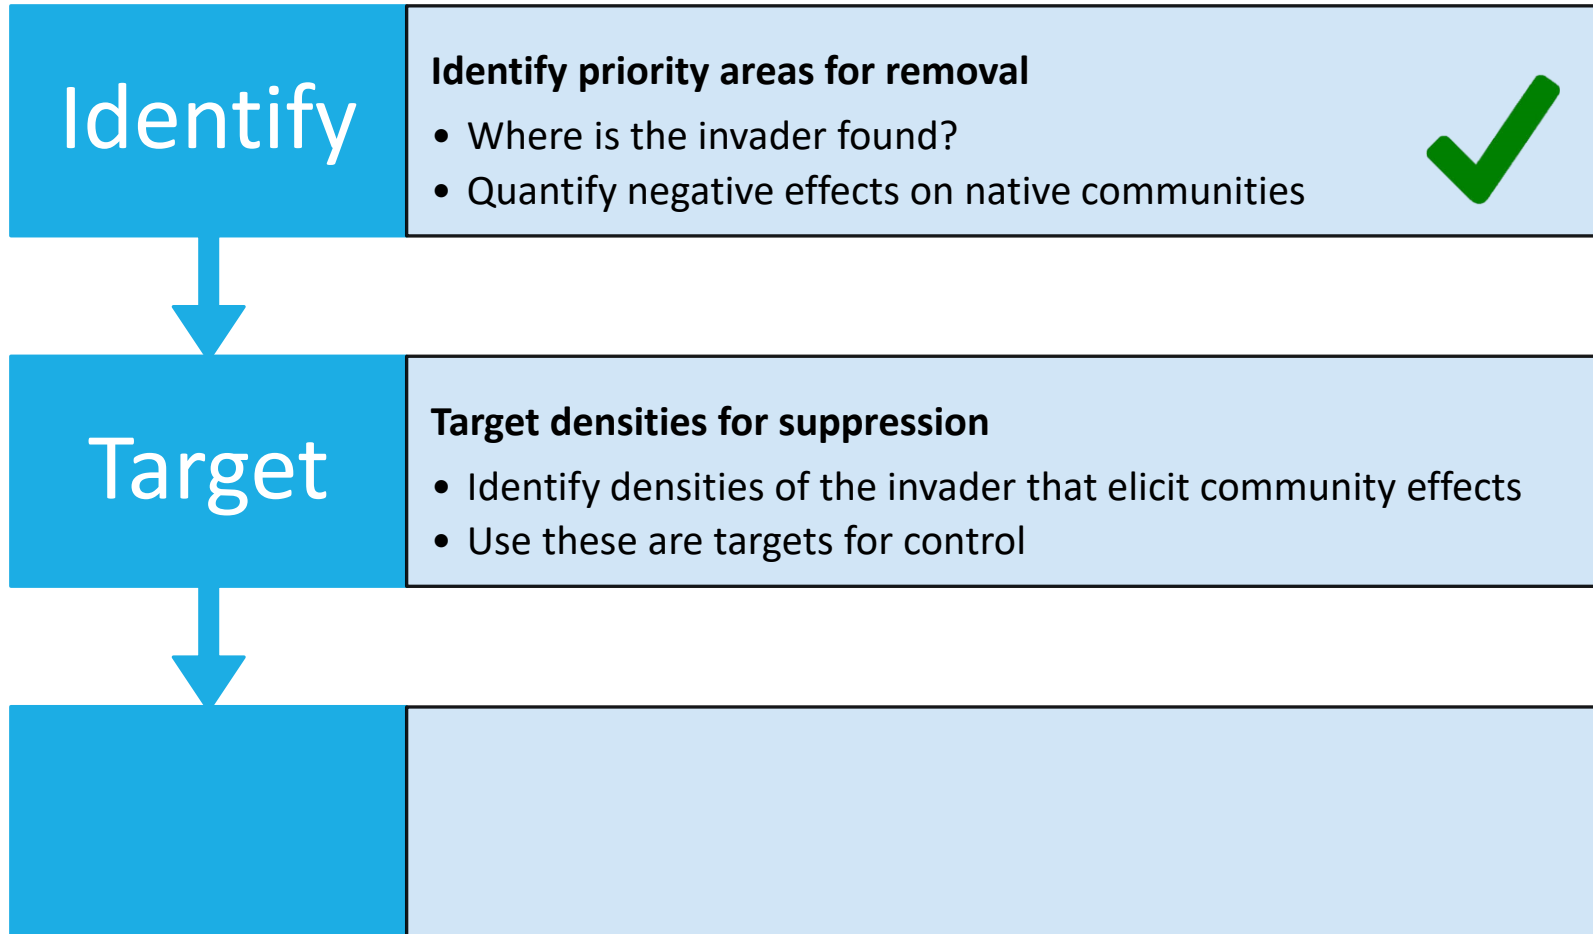 Identify
Identify priority areas for removal
• Where is the invader found?
• Quantify negative effects on native communities
Target
Target densities for suppression
• Identify densities of the invader that elicit community effects
• Use these are targets for control